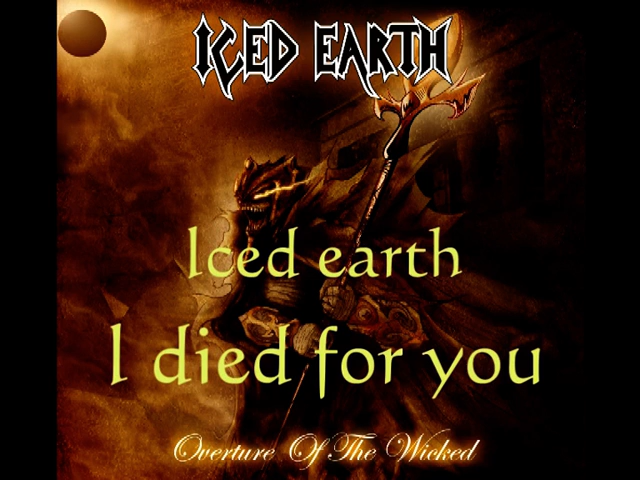 ICED EARTH
Iced earth
I died for you
Overture Of The Wicked